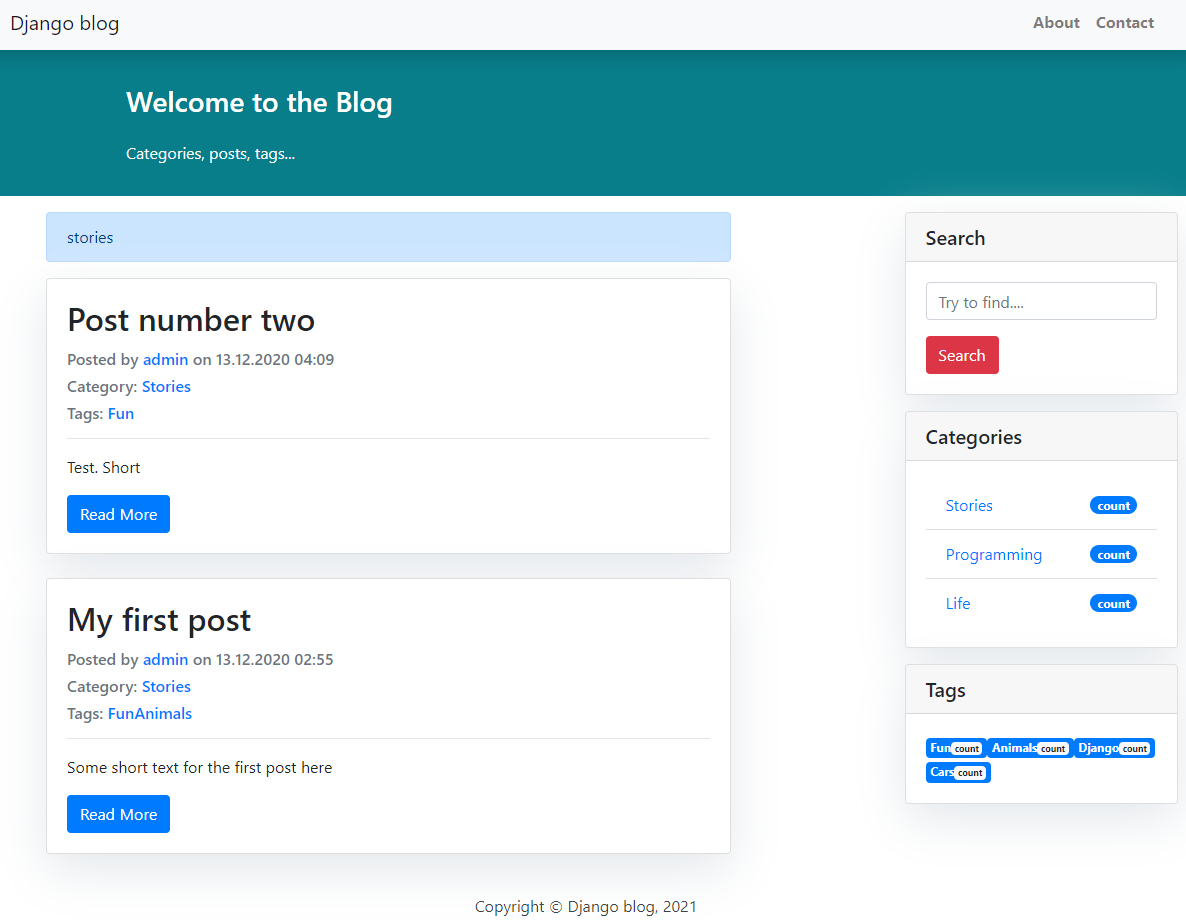 Django blog
About Contact
Welcome to the Blog
Categories, posts, tags...
stories
Post number two
Posted by admin on 13.12.2020 04:09
Category: Stories
Tags: Fun
Test. Short
Read More
My first post
Posted by admin on 13.12.2020 02:55
Category: Stories
Tags: FunAnimals
Some short text for the first post here
Read More
Search
Try to find....
Search
Categories
Stories count
Programming count
Life count
Tags
Fun count Animals count Django count
Cars count
Copyright © Django blog, 2021